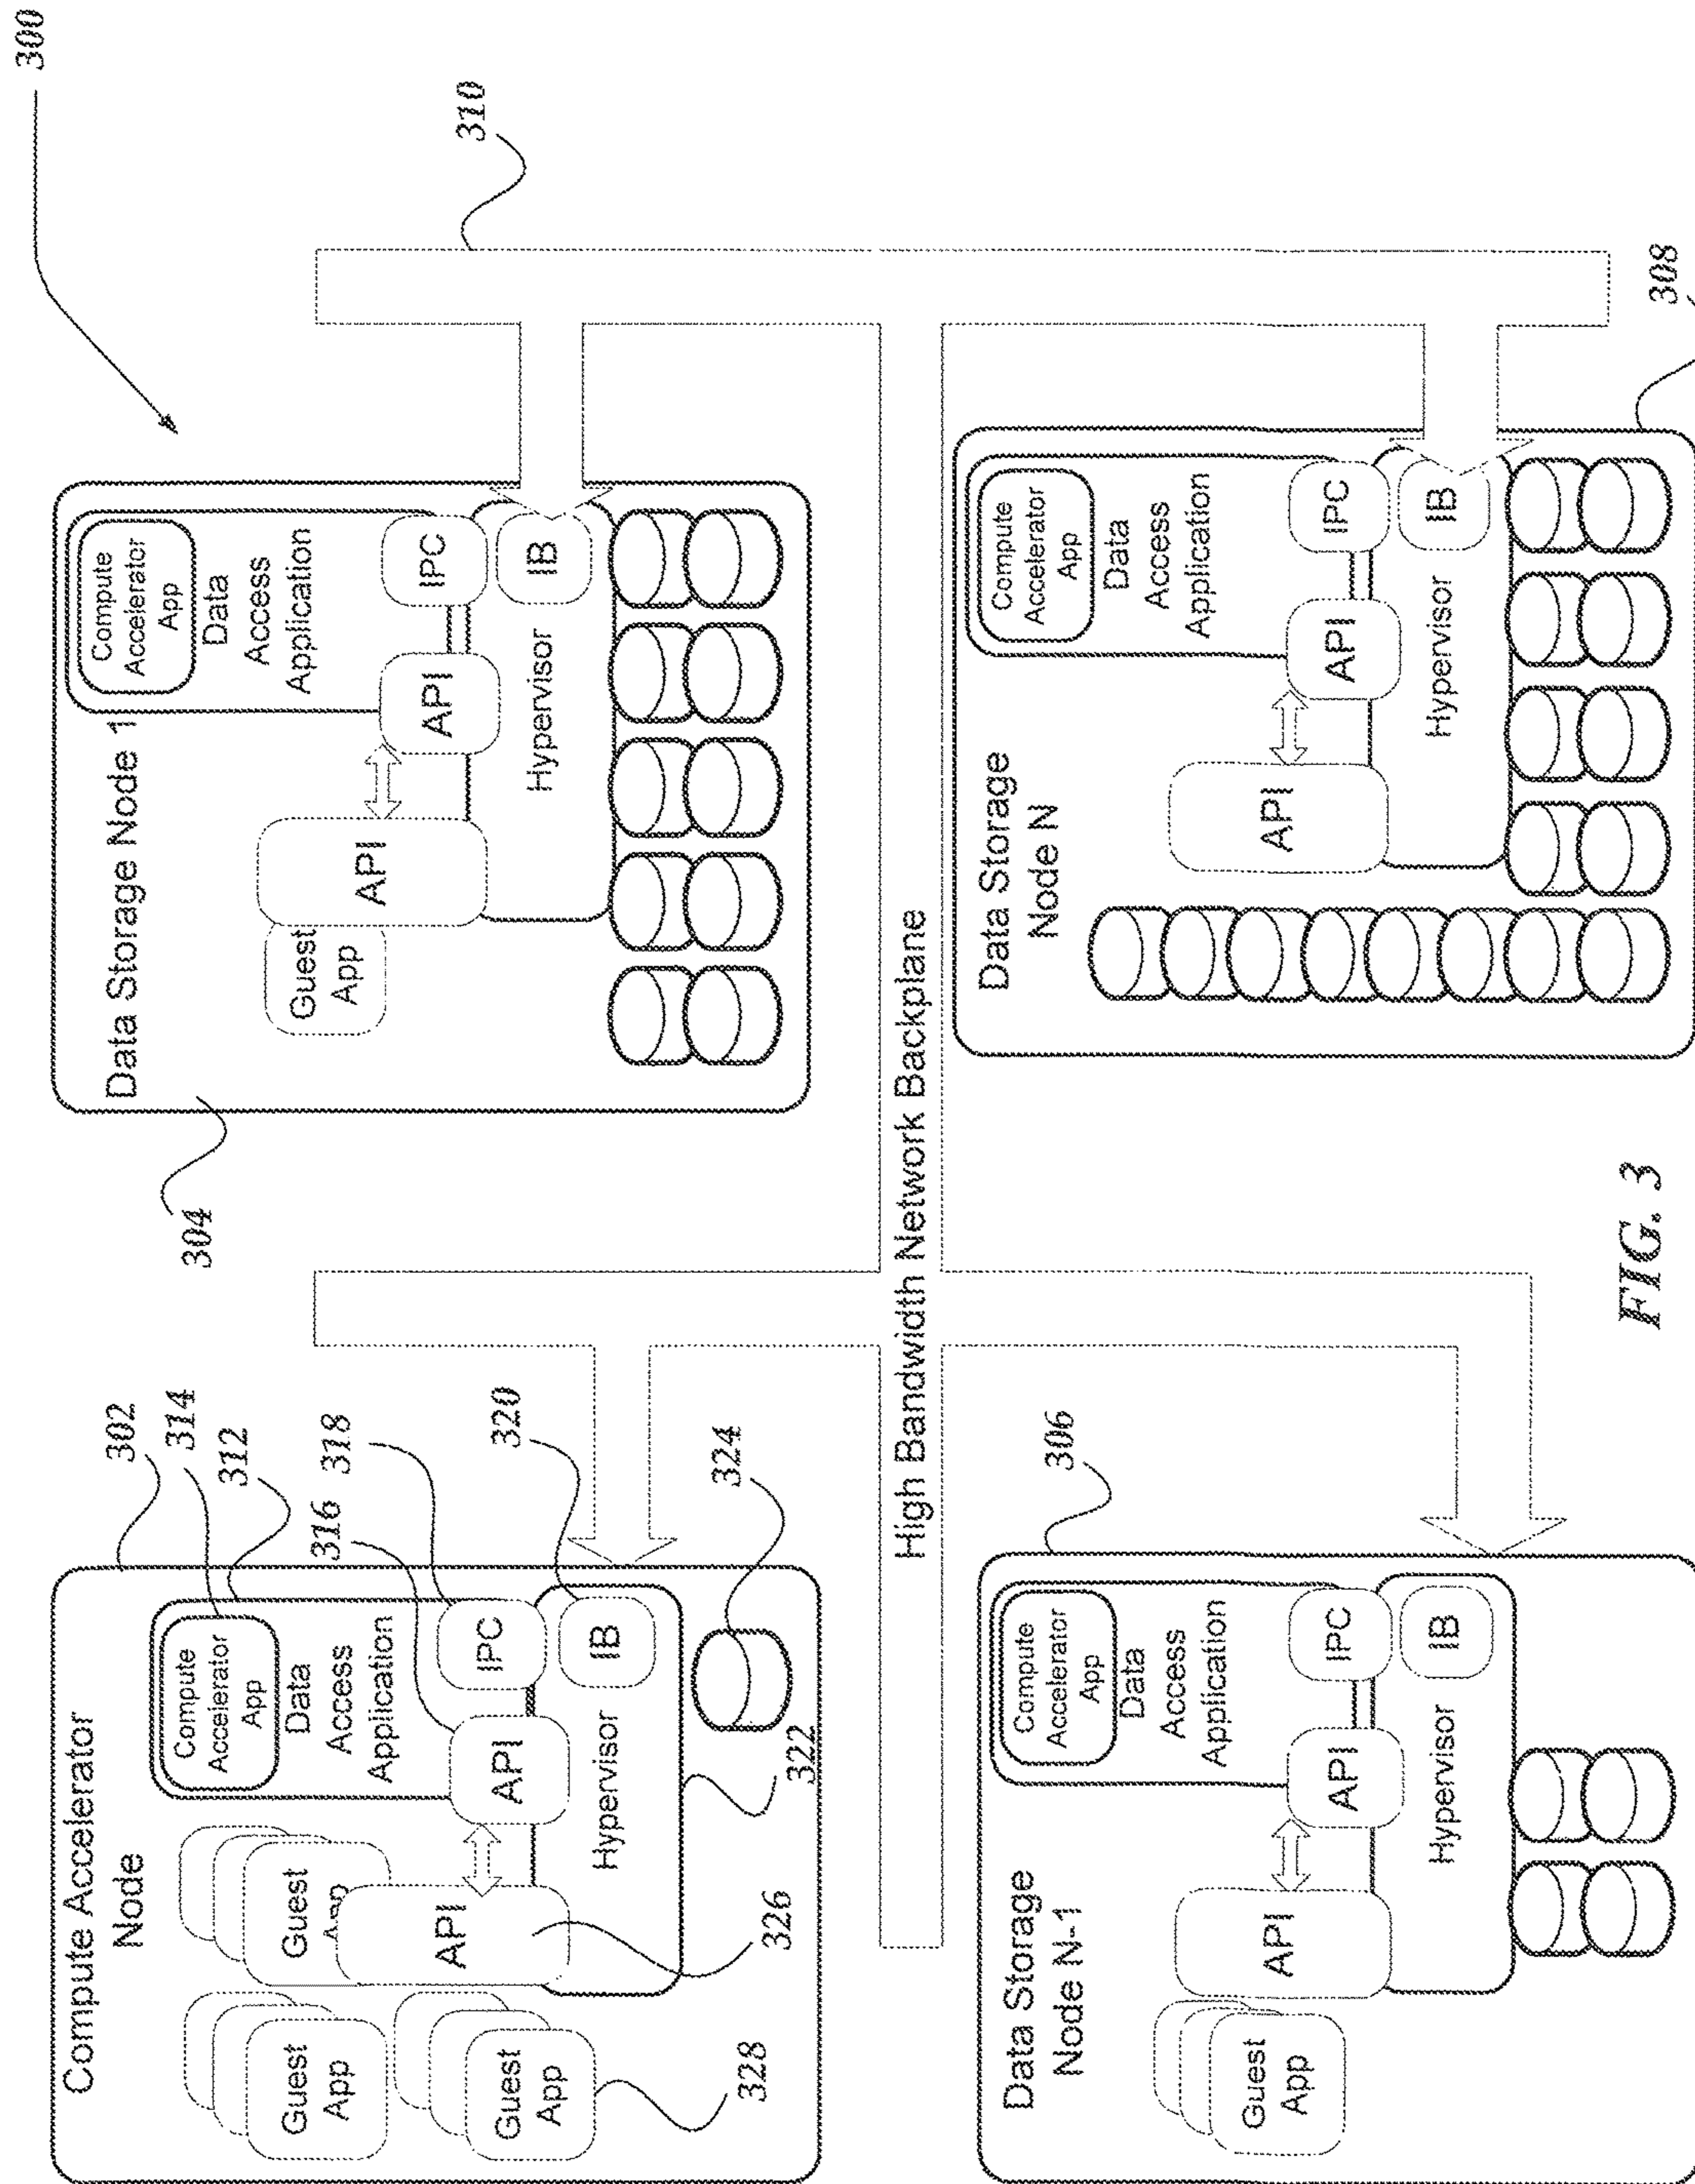 300
Compute Accelerator
Node
302
314
312
316
318
320
324
322
326
328
Compute
Accelerator
App
Data
Access
Application
IPC
API
IB
Hypervisor
API
Guest
App
Guest
App
Guest
App
Data Storage Node 1
304
Compute
Accelerator
App
Data
Access
Application
IPC
API
IB
Hypervisor
API
Guest
App
310
High Bandwidth Network Backplane
Data Storage
Node N-1
306
Compute
Accelerator
App
Data
Access
Application
IPC
API
IB
Hypervisor
API
Guest
App
Data Storage
Node N
308
Compute
Accelerator
App
Data
Access
Application
IPC
API
IB
Hypervisor
API
FIG. 3